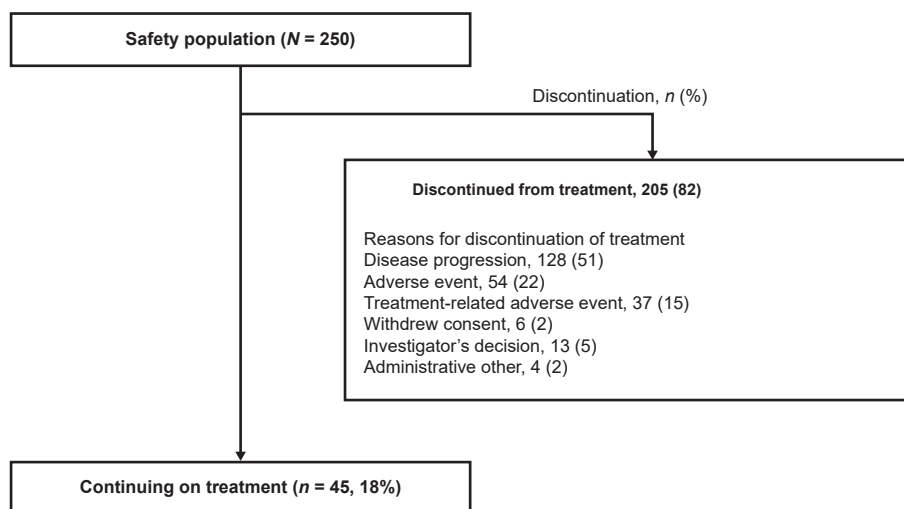 Safety population (N = 250)
Discontinuation, n (%)
Discontinued from treatment, 205 (82)
Reasons for discontinuation of treatment
Disease progression, 128 (51)
Adverse event, 54 (22)
Treatment-related adverse event, 37 (15)
Withdrew consent, 6 (2)
Investigator’s decision, 13 (5)
Administrative other, 4 (2)
Continuing on treatment (n = 45, 18%)